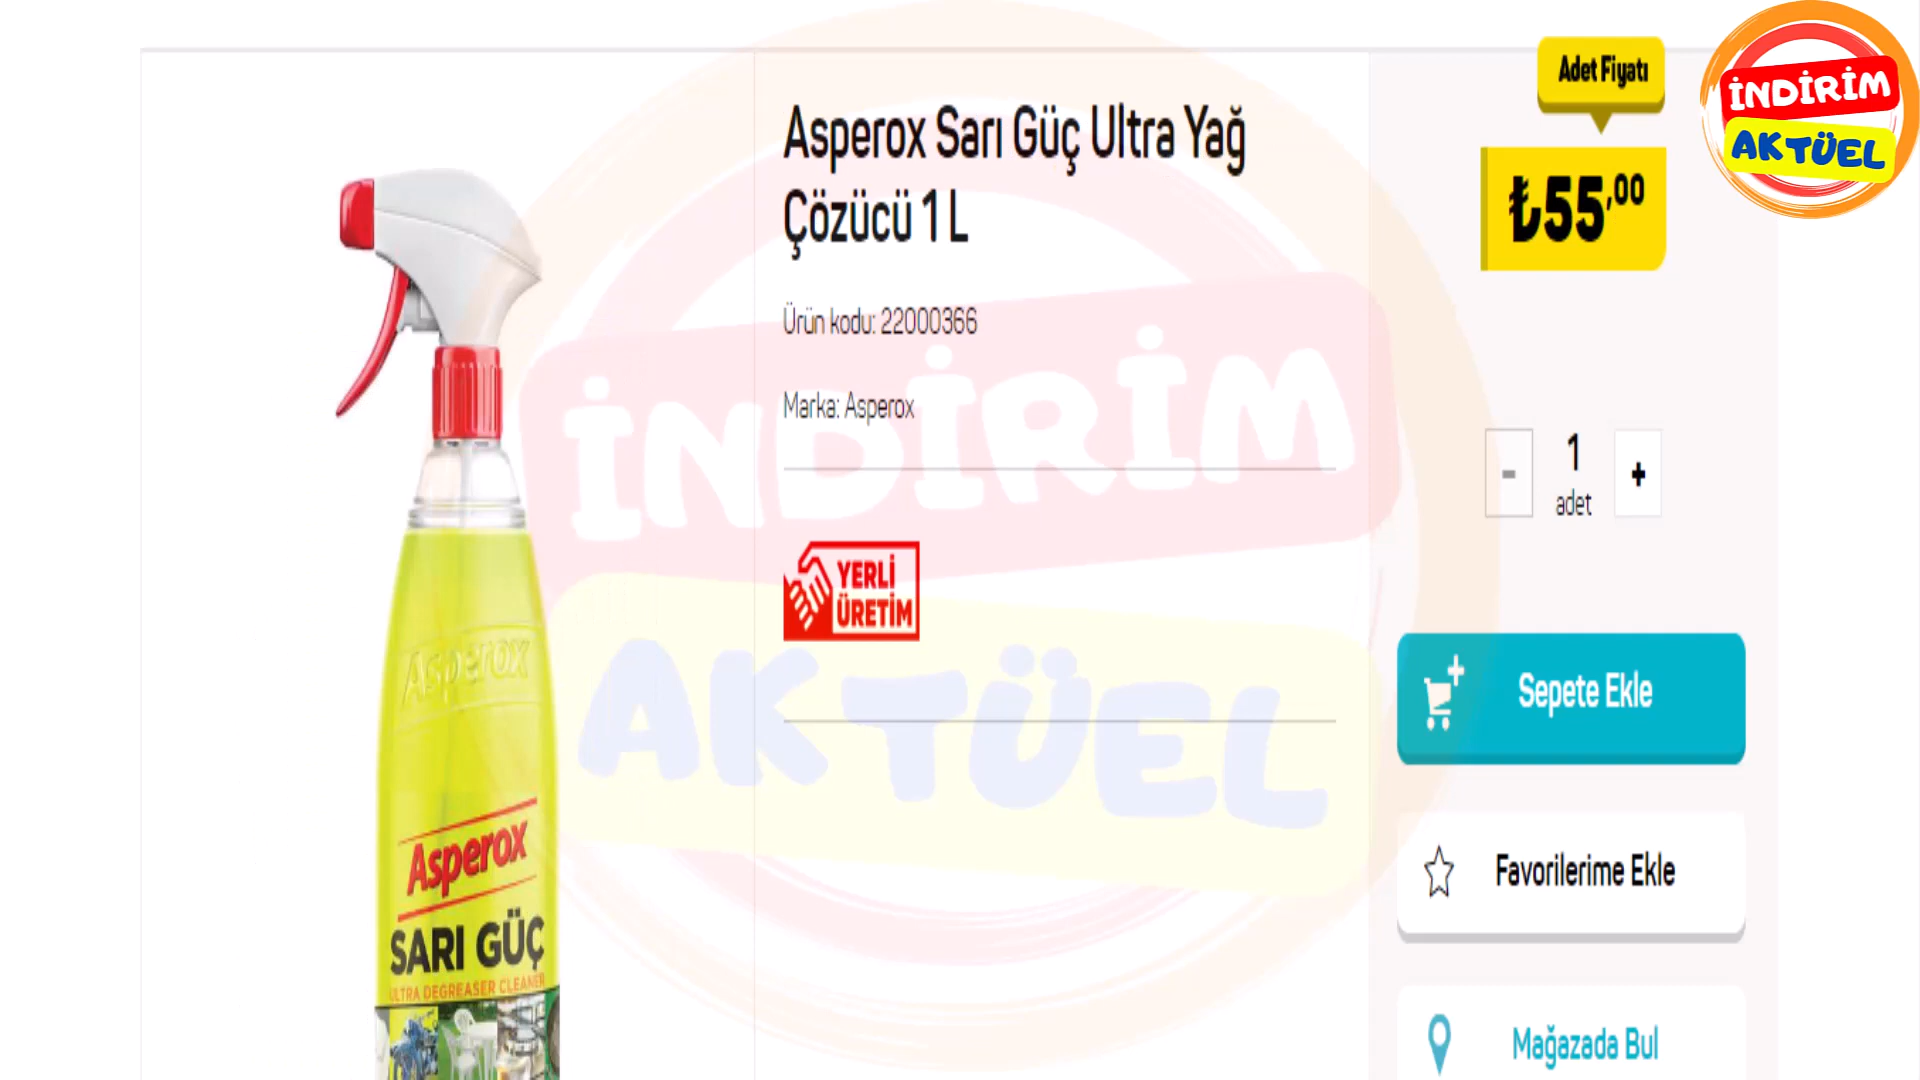 Adet Fiyatı
İNDİRİM
AKTÜEL
₺55,00
Asperox Sarı Güç Ultra Yağ
Çözücü 1 L
Ürün kodu: 22000366
Marka: Asperox
İNDİRİM
AKTÜEL
YERLİ
ÜRETİM
- 1 +
adet
Sepete Ekle
Favorilerime Ekle
Mağazada Bul
Asperox
Asperox
SARI GÜÇ
ULTRA DEGREASER CLEANER